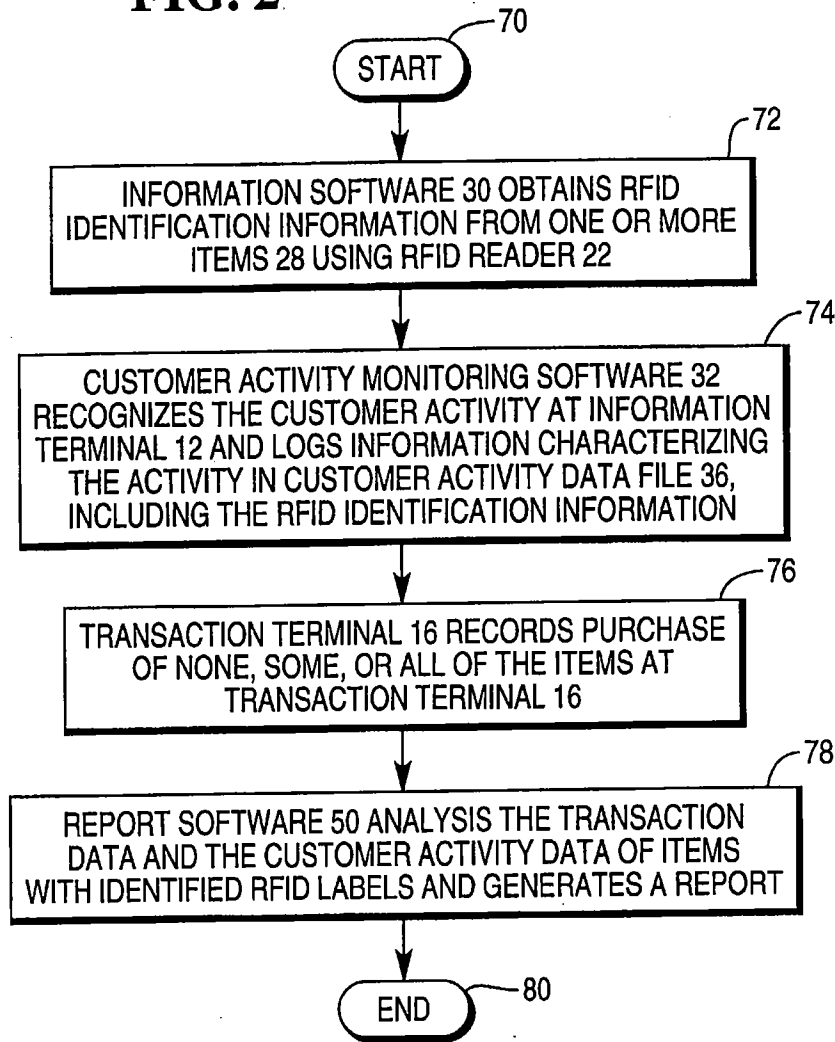 FIG. 2
70
START
72
INFORMATION SOFTWARE 30 OBTAINS RFID
IDENTIFICATION INFORMATION FROM ONE OR MORE
ITEMS 28 USING RFID READER 22
74
CUSTOMER ACTIVITY MONITORING SOFTWARE 32
RECOGNIZES THE CUSTOMER ACTIVITY AT INFORMATION
TERMINAL 12 AND LOGS INFORMATION CHARACTERIZING
THE ACTIVITY IN CUSTOMER ACTIVITY DATA FILE 36,
INCLUDING THE RFID IDENTIFICATION INFORMATION
76
TRANSACTION TERMINAL 16 RECORDS PURCHASE
OF NONE, SOME, OR ALL OF THE ITEMS AT
TRANSACTION TERMINAL 16
78
REPORT SOFTWARE 50 ANALYSIS THE TRANSACTION
DATA AND THE CUSTOMER ACTIVITY DATA OF ITEMS
WITH IDENTIFIED RFID LABELS AND GENERATES A REPORT
80
END